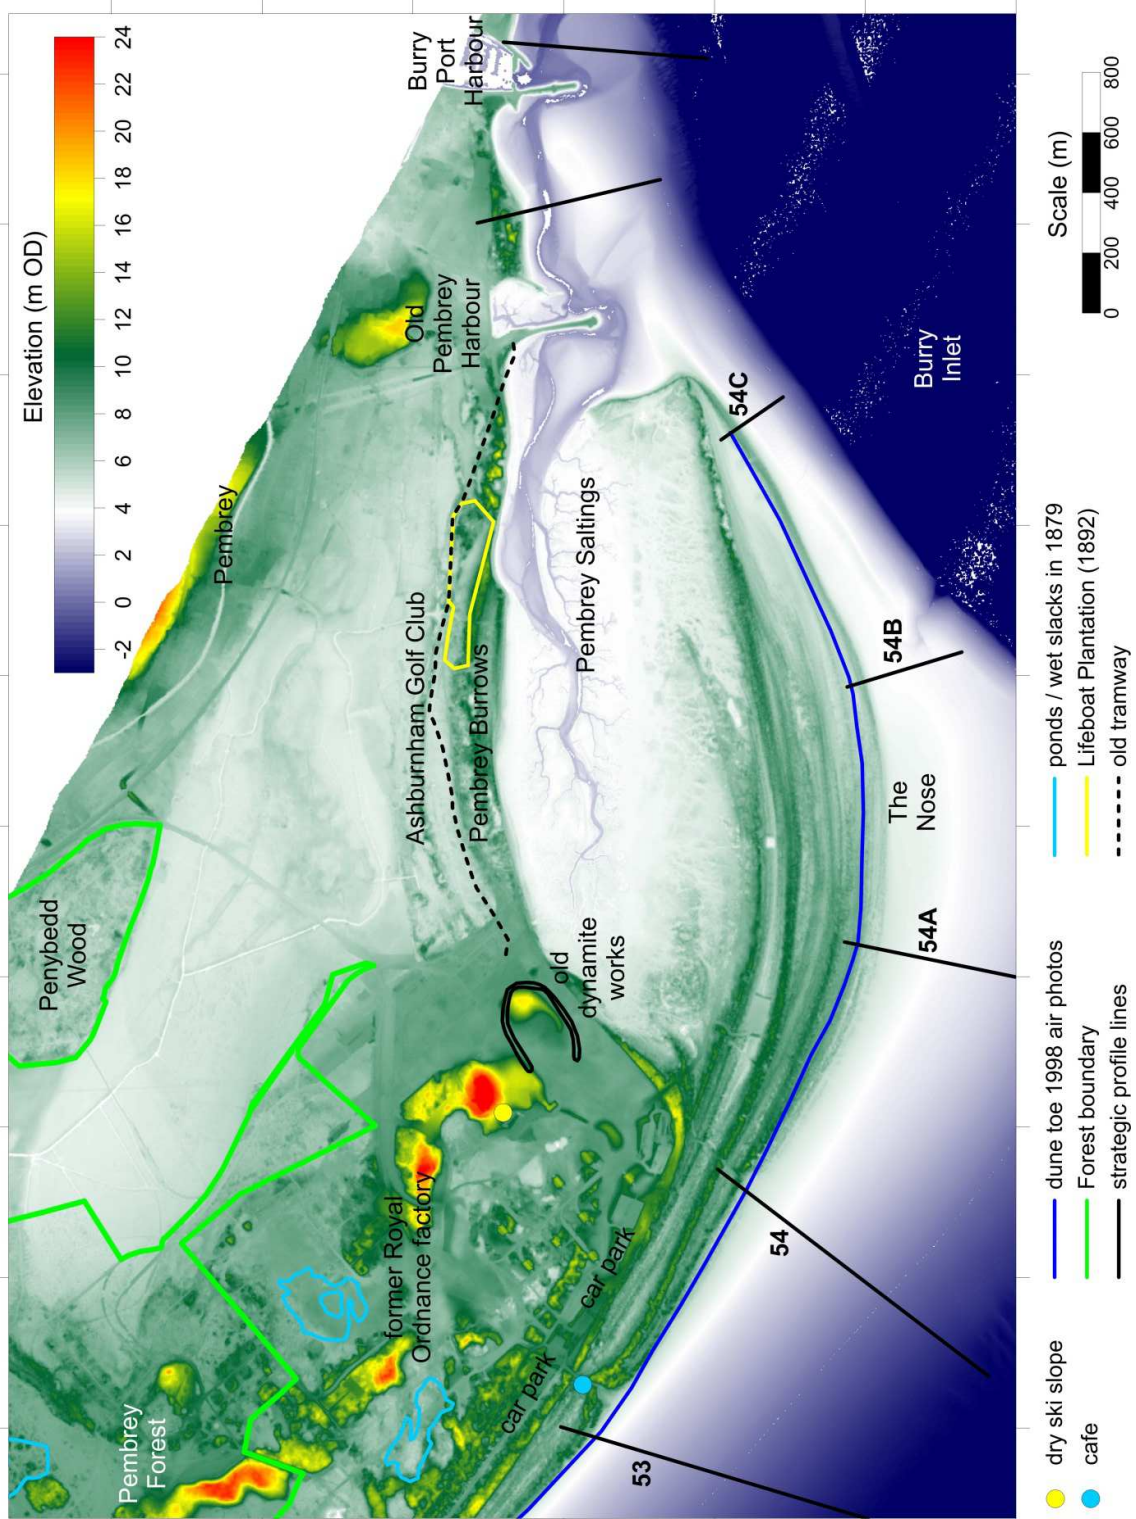 Elevation (m OD)
-2
0
2
4
6
8
10
12
14
16
18
20
22
24
Burry
Port
Harbour
Old
Pembrey
Harbour
Pembrey
Ashburnham Golf Club
Pembrey Burrows
Pembrey Saltings
Penybedd
Wood
old
dynamite
works
former Royal
Ordnance factory
Pembrey
Forest
car park
car park
Burry
Inlet
The
Nose
53
54
54A
54B
54C
dry ski slope
cafe
dune toe 1998 air photos
Forest boundary
strategic profile lines
ponds / wet slacks in 1879
Lifeboat Plantation (1892)
old tramway
Scale (m)
0
200
400
600
800